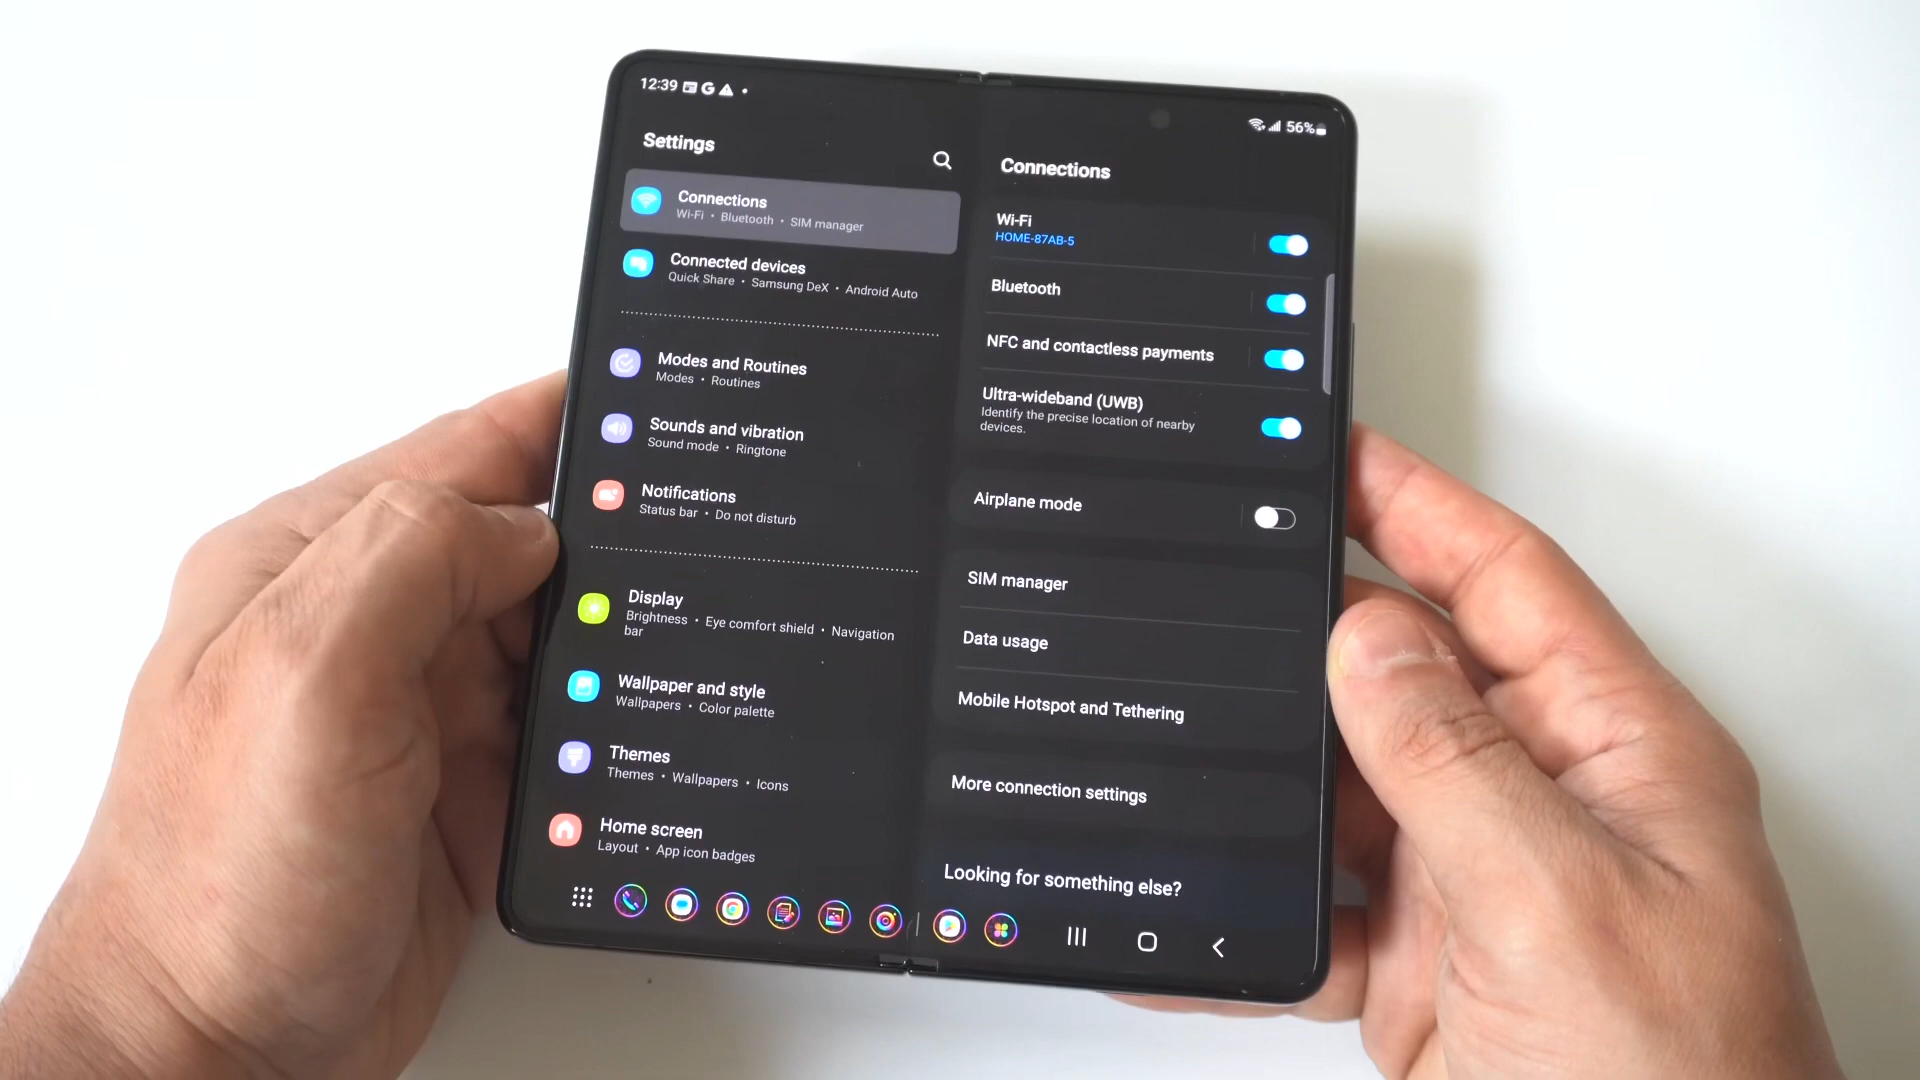 12:39
56%
Settings
Connections
Wi-Fi • Bluetooth • SIM manager
Connected devices
Quick Share • Samsung DeX • Android Auto
Modes and Routines
Modes • Routines
Sounds and vibration
Sound mode • Ringtone
Notifications
Status bar • Do not disturb
Display
Brightness • Eye comfort shield • Navigation
bar
Wallpaper and style
Wallpapers • Color palette
Themes
Themes • Wallpapers • Icons
Home screen
Layout • App icon badges
Connections
Wi-Fi
HOME-87AB-5
Bluetooth
NFC and contactless payments
Ultra-wideband (UWB)
Identify the precise location of nearby
devices.
Airplane mode
SIM manager
Data usage
Mobile Hotspot and Tethering
More connection settings
Looking for something else?